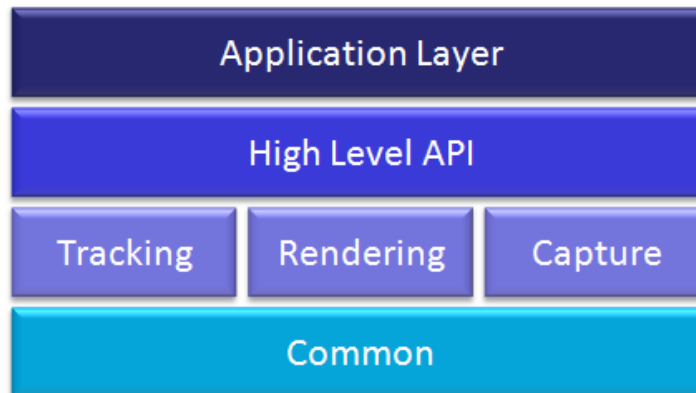 Application Layer
High Level API
Tracking Rendering Capture
Common